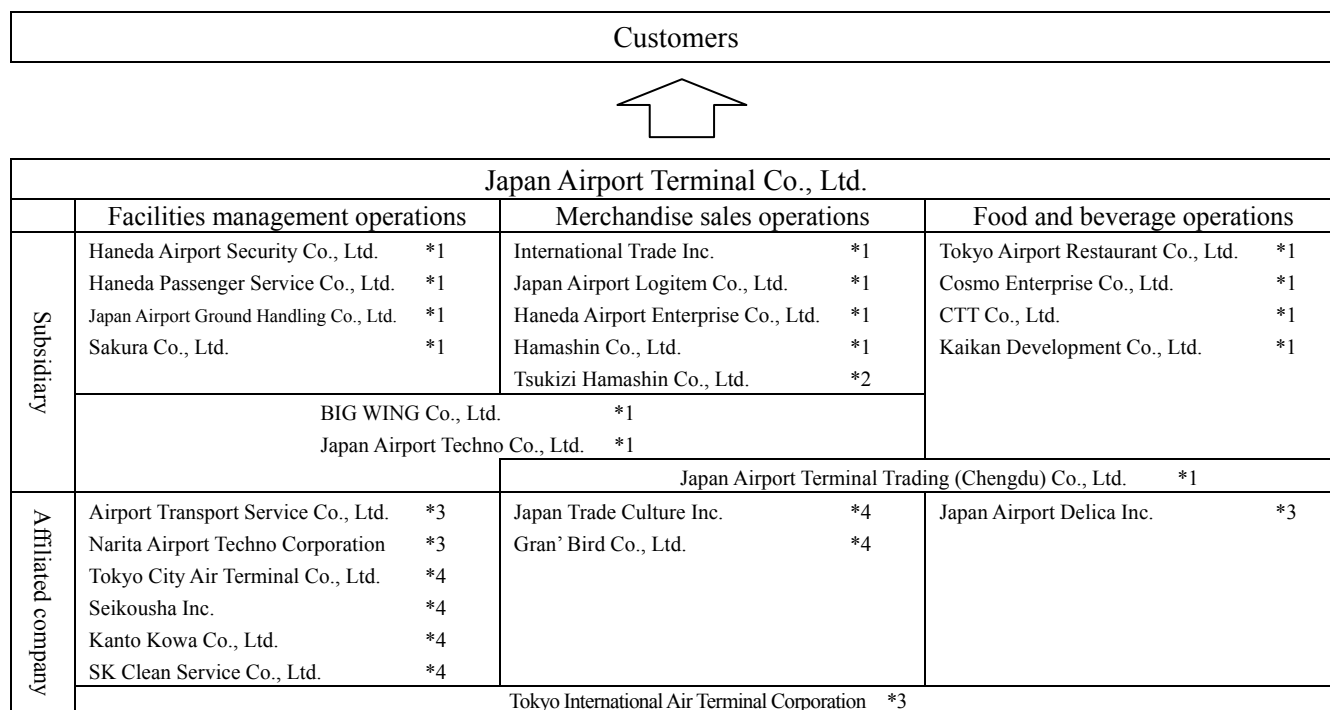 Customers
Japan Airport Terminal Co., Ltd.
Facilities management operations Merchandise sales operations Food and beverage operations
Subsidiary
Haneda Airport Security Co., Ltd. *1
Haneda Passenger Service Co., Ltd. *1
Japan Airport Ground Handling Co., Ltd. *1
Sakura Co., Ltd. *1
International Trade Inc. *1
Japan Airport Logitem Co., Ltd. *1
Haneda Airport Enterprise Co., Ltd. *1
Hamashin Co., Ltd. *1
Tsukizi Hamashin Co., Ltd. *2
Tokyo Airport Restaurant Co., Ltd. *1
Cosmo Enterprise Co., Ltd. *1
CTT Co., Ltd. *1
Kaikan Development Co., Ltd. *1
BIG WING Co., Ltd. *1
Japan Airport Techno Co., Ltd. *1
Japan Airport Terminal Trading (Chengdu) Co., Ltd. *1
Affiliated company
Airport Transport Service Co., Ltd. *3
Narita Airport Techno Corporation *3
Tokyo City Air Terminal Co., Ltd. *4
Seikousha Inc. *4
Kanto Kowa Co., Ltd. *4
SK Clean Service Co., Ltd. *4
Japan Trade Culture Inc. *4
Gran’ Bird Co., Ltd. *4
Japan Airport Delica Inc. *3
Tokyo International Air Terminal Corporation *3